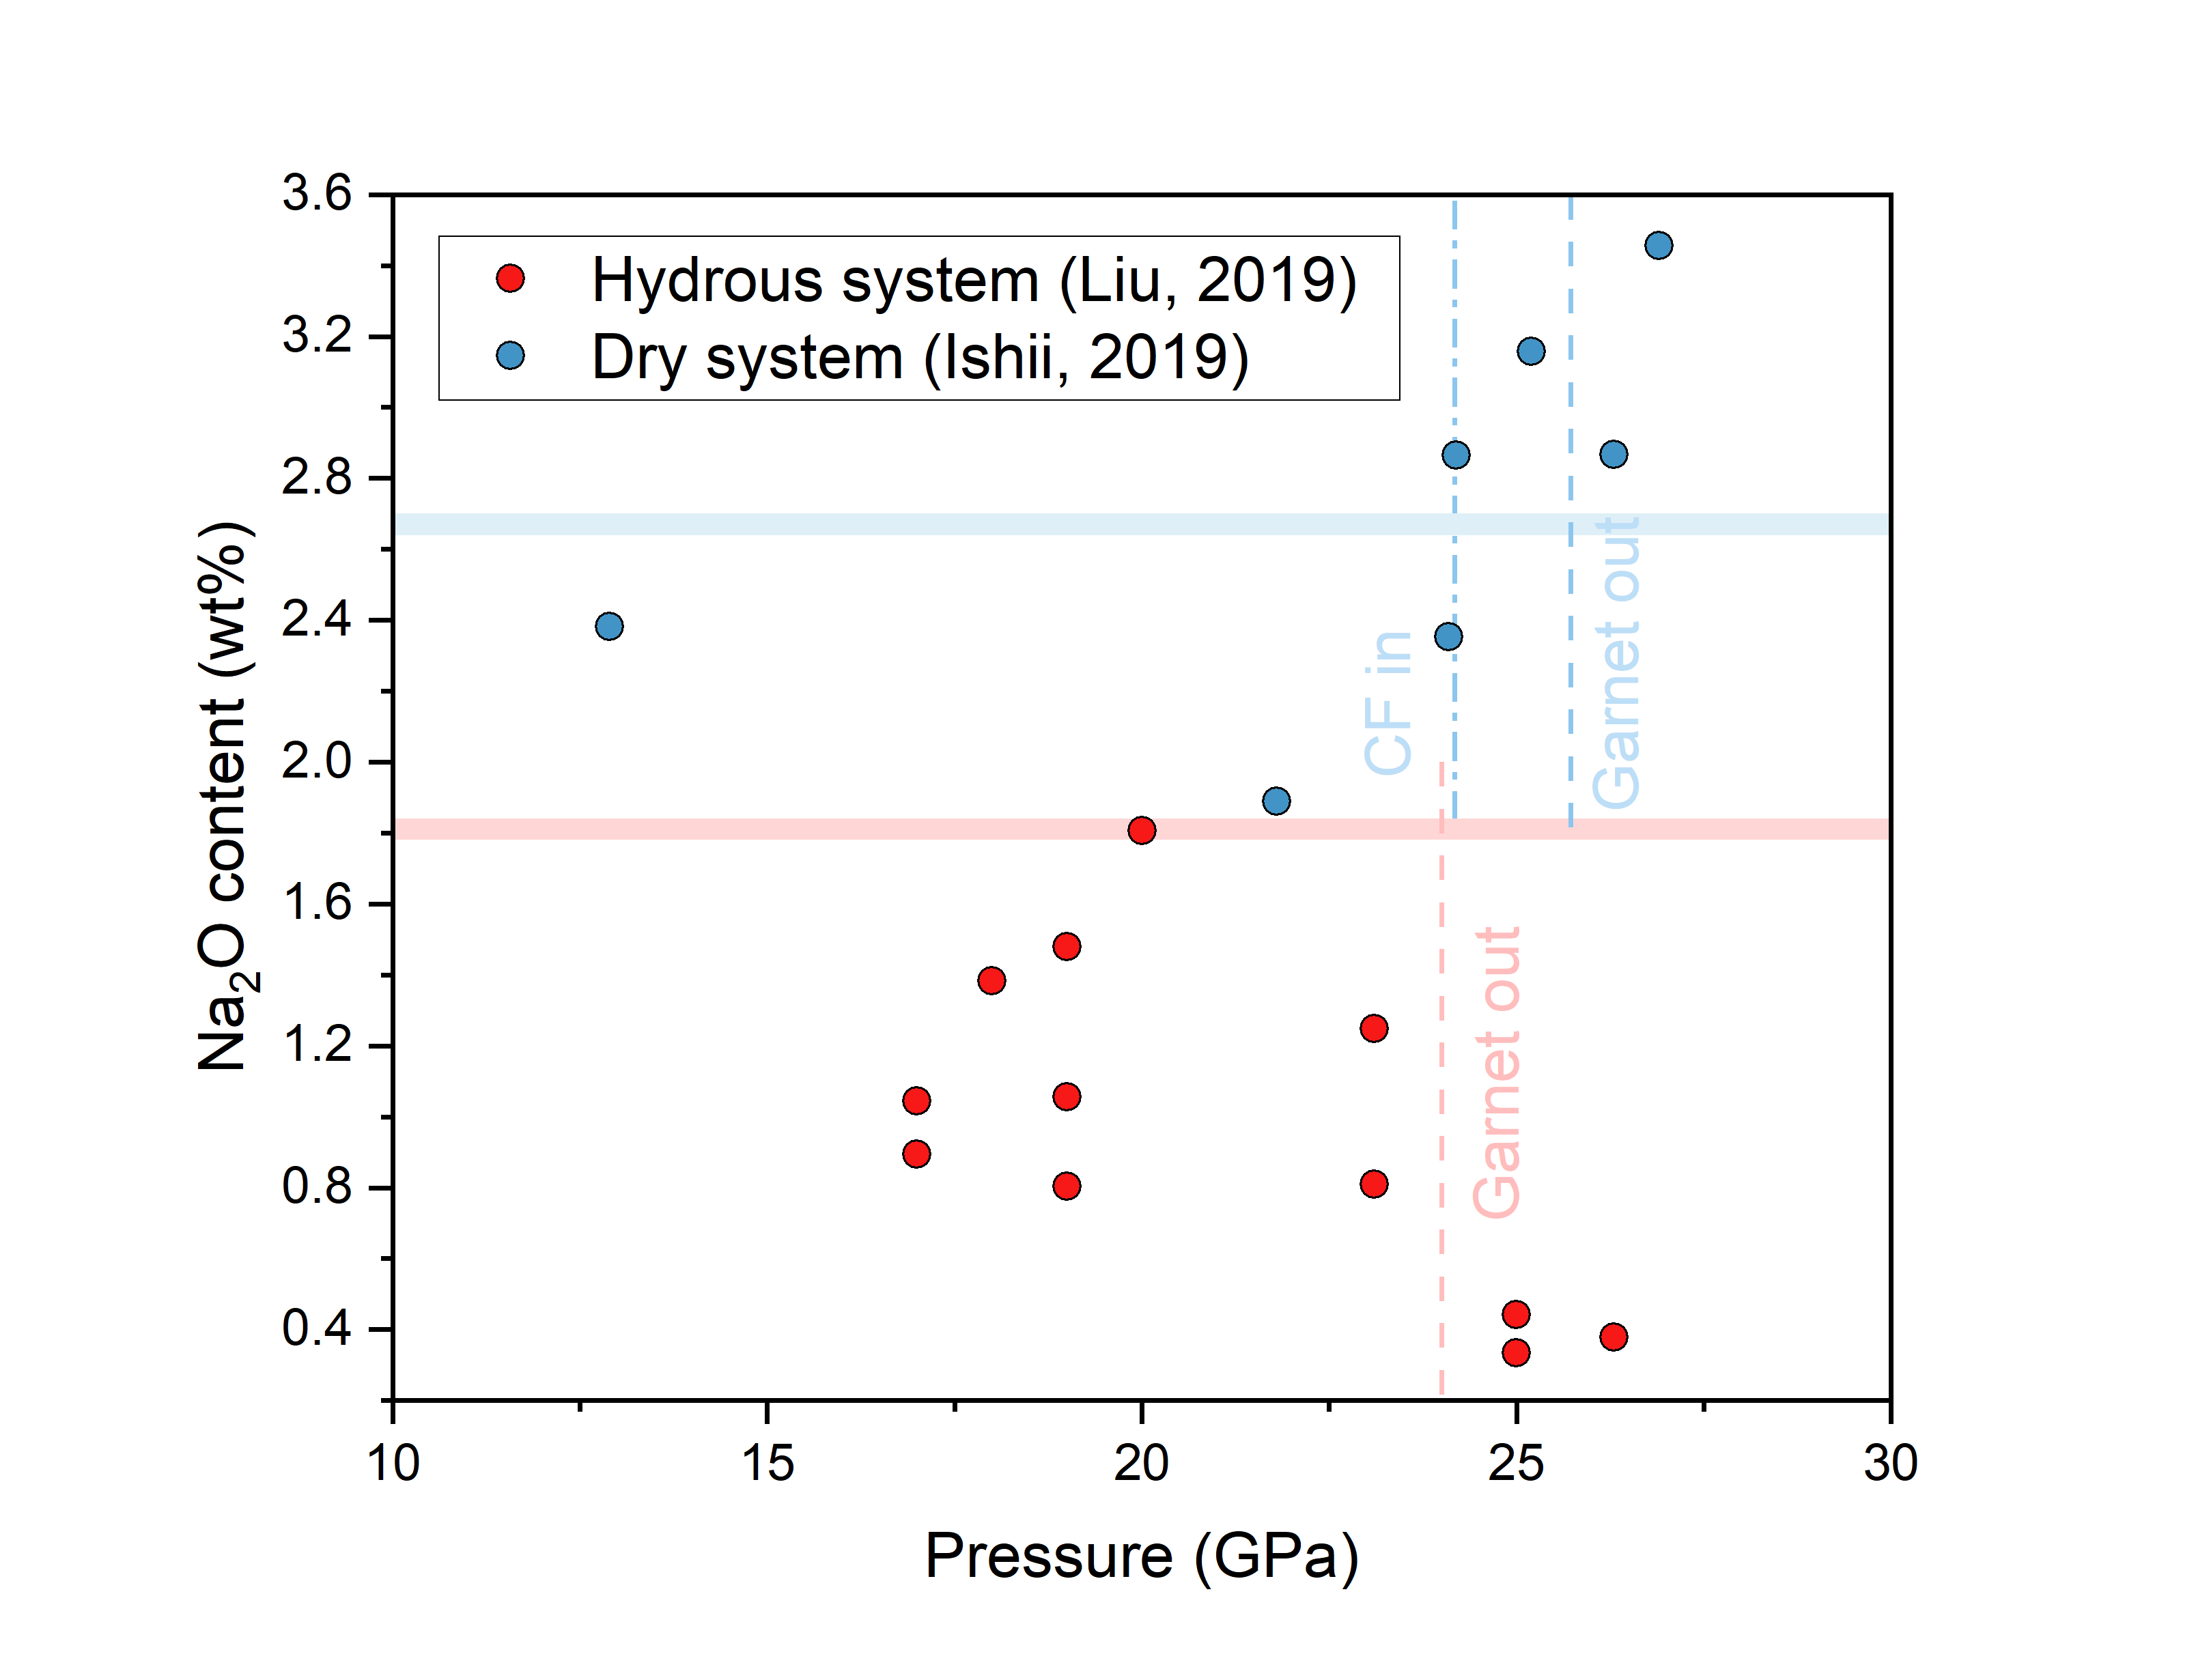 3.6
3.2
2.8
2.4
2.0
1.6
1.2
0.8
0.4
Na₂O content (wt%)
Hydrous system (Liu, 2019)
Dry system (Ishii, 2019)
CF in
Garnet out
Garnet out
10
15
20
25
30
Pressure (GPa)